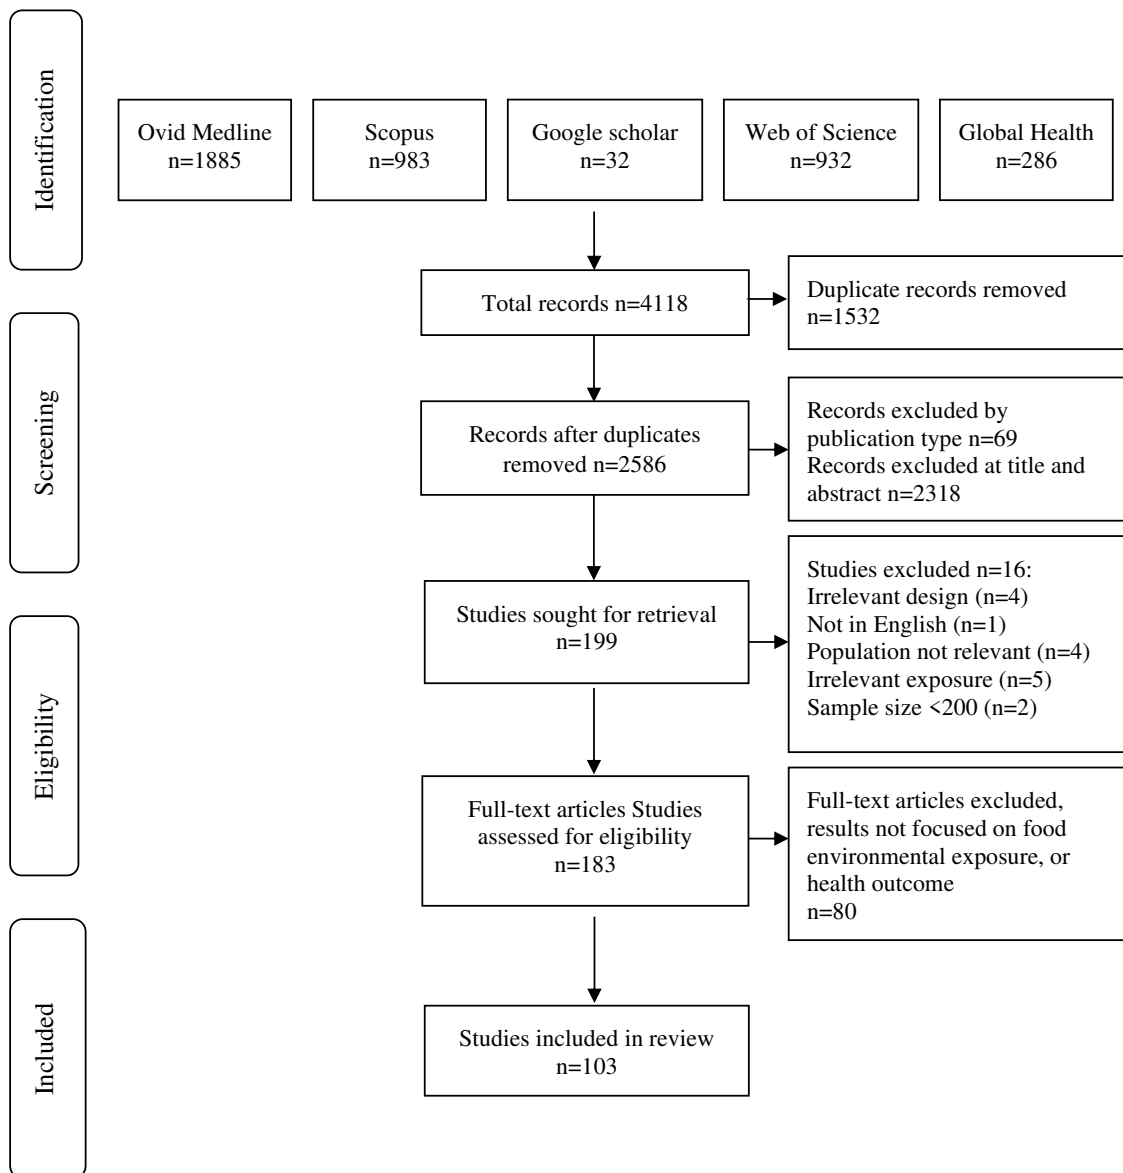 Identification
Ovid Medline
n=1885
Scopus
n=983
Google scholar
n=32
Web of Science
n=932
Global Health
n=286
Total records n=4118
Duplicate records removed
n=1532
Screening
Records after duplicates
removed n=2586
Records excluded by
publication type n=69
Records excluded at title and
abstract n=2318
Studies sought for retrieval
n=199
Studies excluded n=16:
Irrelevant design (n=4)
Not in English (n=1)
Population not relevant (n=4)
Irrelevant exposure (n=5)
Sample size <200 (n=2)
Eligibility
Full-text articles Studies
assessed for eligibility
n=183
Full-text articles excluded,
results not focused on food
environmental exposure, or
health outcome
n=80
Included
Studies included in review
n=103